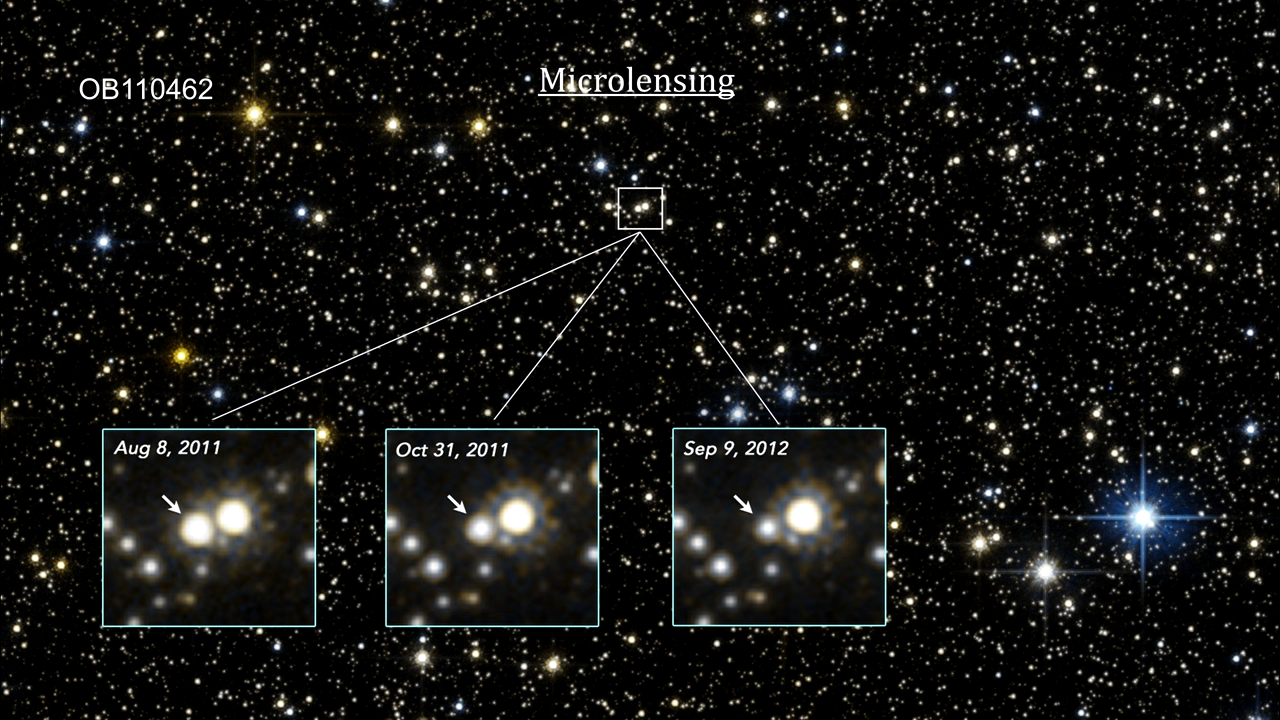 Microlensing
OB110462
Aug 8, 2011
Oct 31, 2011
Sep 9, 2012